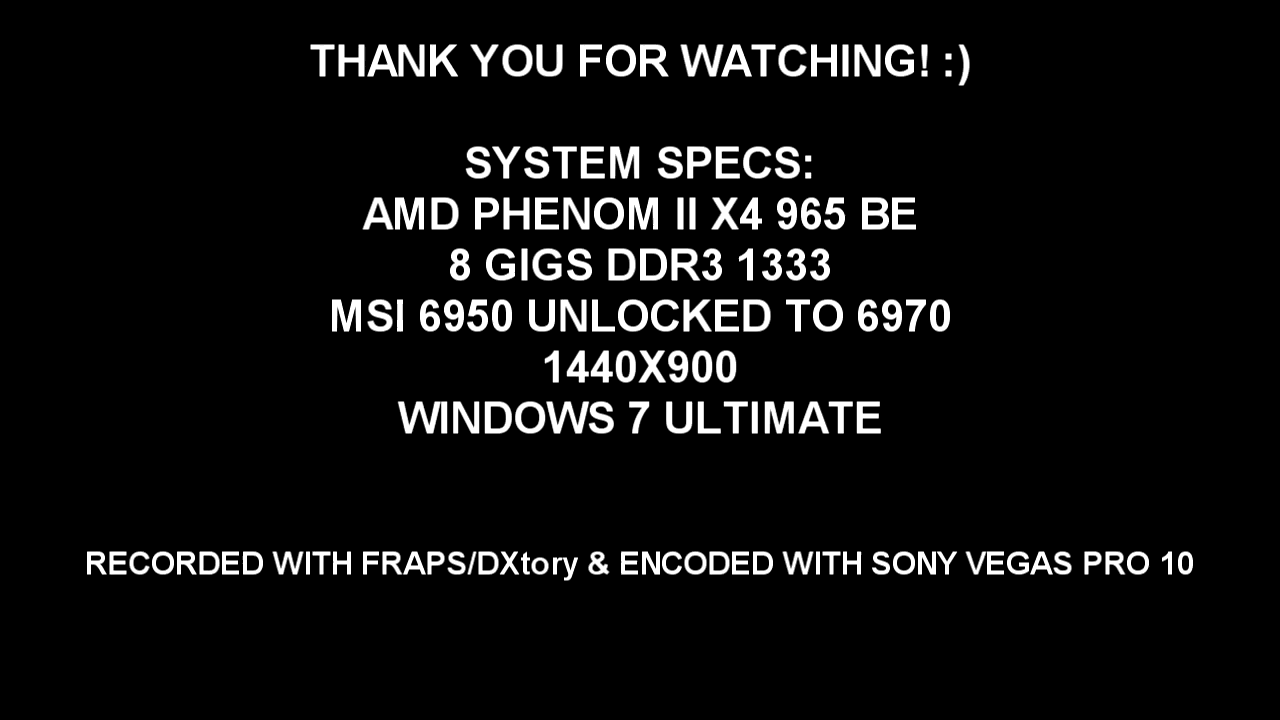 THANK YOU FOR WATCHING! :)
SYSTEM SPECS:
AMD PHENOM II X4 965 BE
8 GIGS DDR3 1333
MSI 6950 UNLOCKED TO 6970
1440X900
WINDOWS 7 ULTIMATE
RECORDED WITH FRAPS/DXtory & ENCODED WITH SONY VEGAS PRO 10